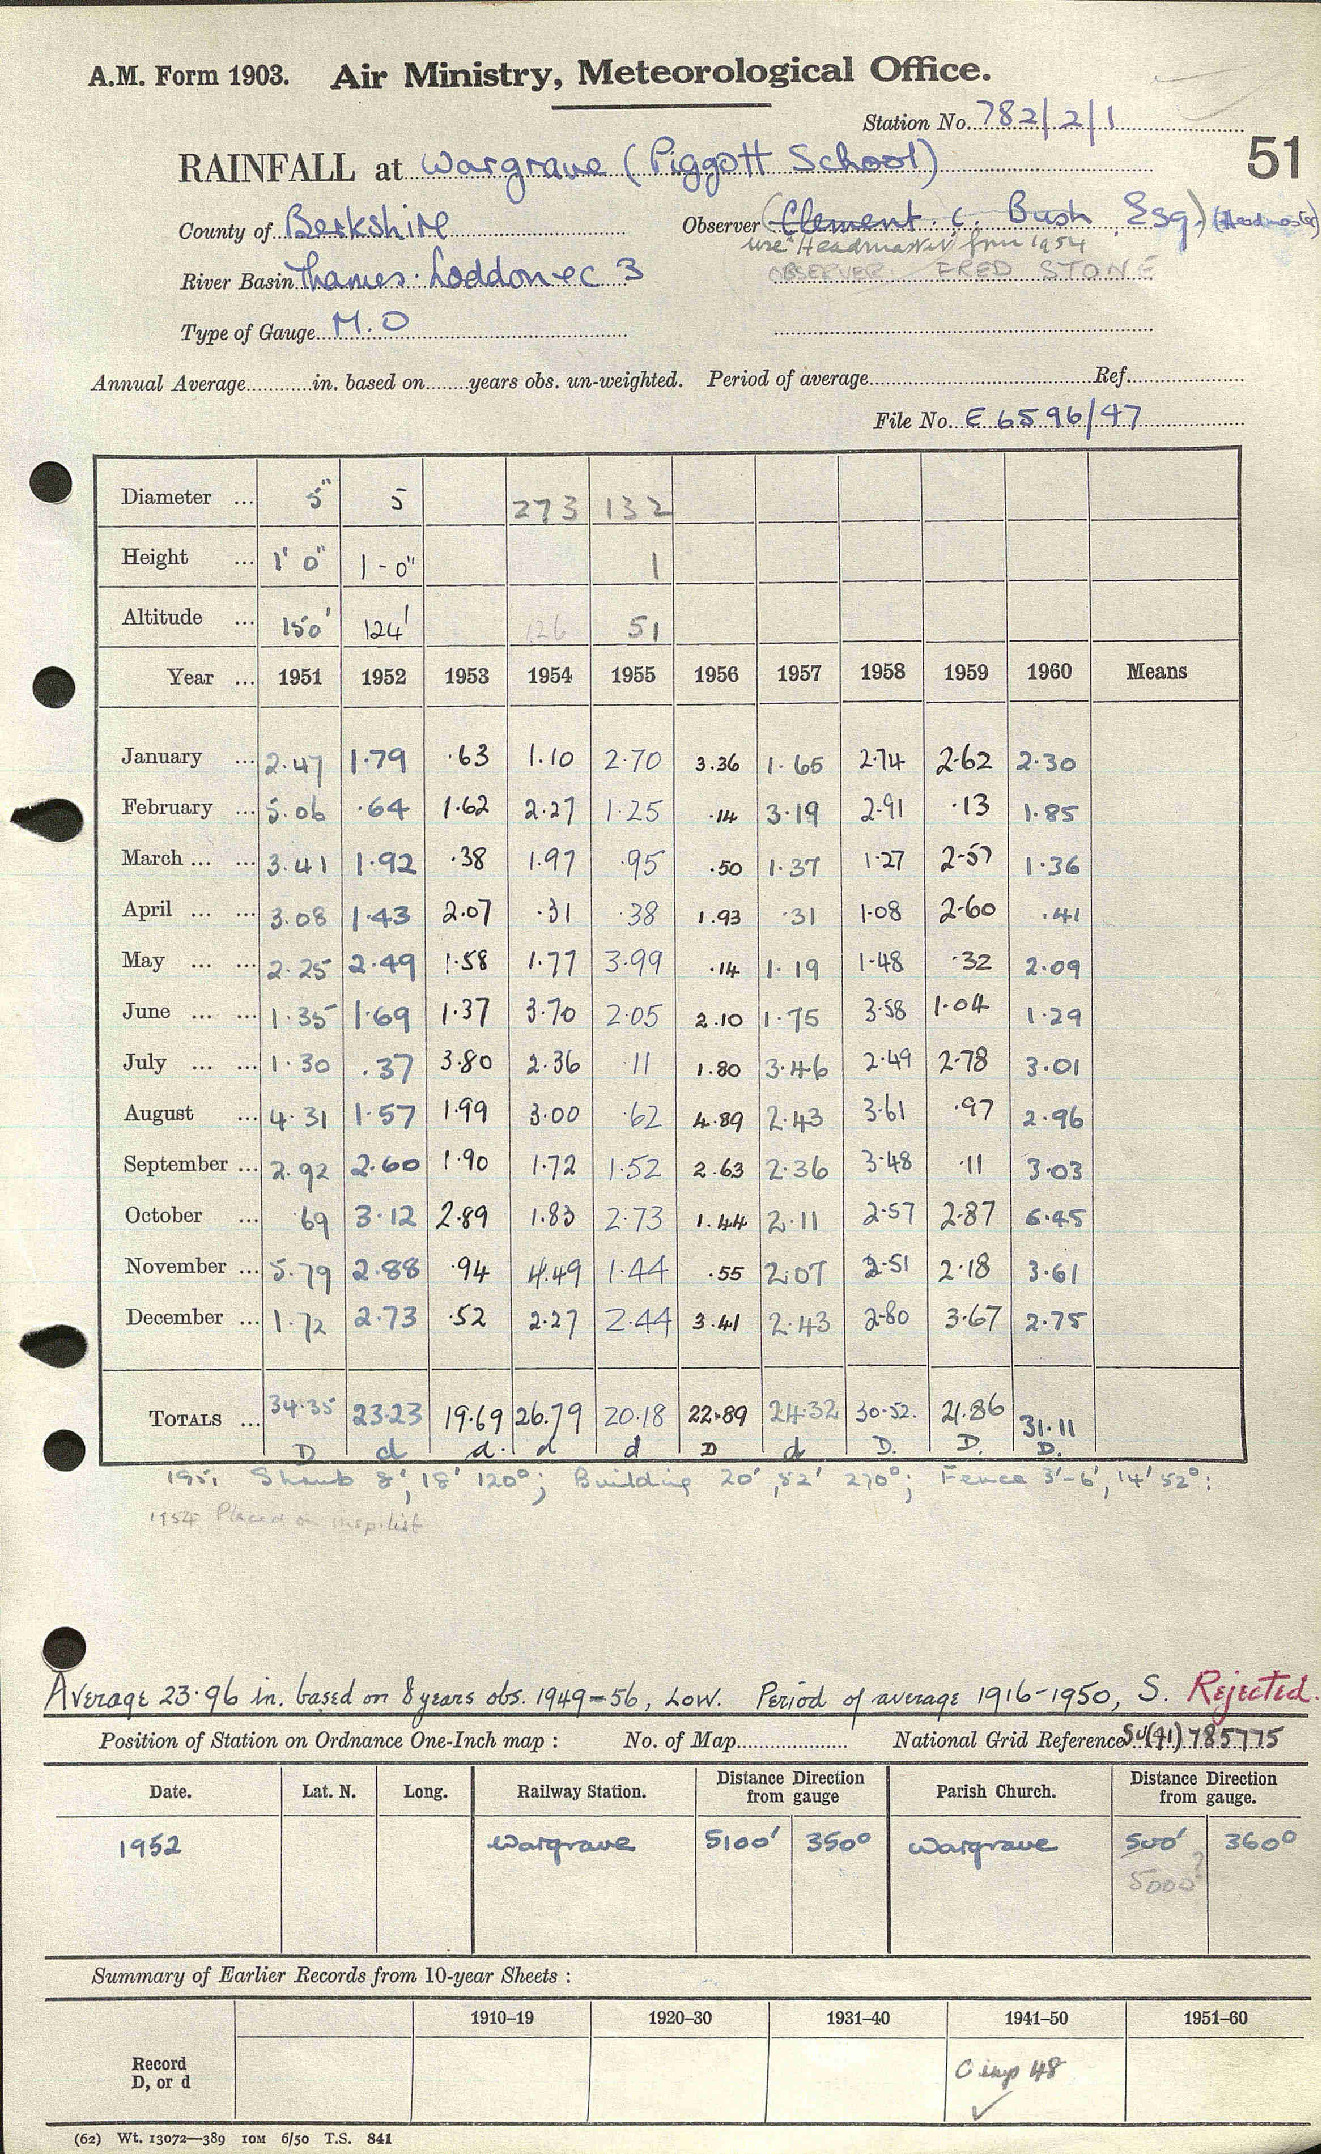 A.M. Form 1903. Air Ministry, Meteorological Office.
Station No. 782/2/1
51
RAINFALL at Wargrave (Piggott School)
County of Berkshire Observer (Clement. C. Bush Esq.) (Headmaster)
use "Headmaster" from 1954
River Basin Thames: Loddon ec 3 OBSERVER FRED STONE
Type of Gauge M.O
Annual Average in. based on years obs. un-weighted. Period of average Ref.
File No. E 6596/47
Diameter ... 5" 5 273 132
Height ... 1' 0" 1-0" 1
Altitude ... 150' 124' 126 51
Year ... 1951 1952 1953 1954 1955 1956 1957 1958 1959 1960 Means
January ... 2.47 1.79 .63 1.10 2.70 3.36 1.65 2.74 2.62 2.30
February ... 5.06 .64 1.62 2.27 1.25 .14 3.19 2.91 .13 1.85
March ... ... 3.41 1.92 .38 1.97 .95 .50 1.37 1.27 2.57 1.36
April ... ... 3.08 1.43 2.07 .31 .38 1.93 .31 1.08 2.60 .41
May ... ... 2.25 2.49 1.58 1.77 3.99 .14 1.19 1.48 .32 2.09
June ... ... 1.35 1.69 1.37 3.70 2.05 2.10 1.75 3.58 1.04 1.29
July ... ... 1.30 .37 3.80 2.36 .11 1.80 3.46 2.49 2.78 3.01
August ... 4.31 1.57 1.99 3.00 .62 4.89 2.43 3.61 .97 2.96
September ... 2.92 2.60 1.90 1.72 1.52 2.63 2.36 3.48 .11 3.03
October ... .69 3.12 2.89 1.83 2.73 1.44 2.11 2.57 2.87 6.45
November ... 5.79 2.88 .94 4.49 1.44 .55 2.07 2.51 2.18 3.61
December ... 1.72 2.73 .52 2.27 2.44 3.41 2.43 2.80 3.67 2.75
TOTALS ... 34.35 23.23 19.69 26.79 20.18 22.89 24.32 30.52. 21.86 31.11
D d d. d d D d D. D. D.
1951 Shrub 8', 18' 120°; Building 20', 52' 270°; Fence 3'-6', 14' 52°:
1954 Placed on insp. list
Average 23.96 in. based on 8 years obs. 1949-56, Low. Period of average 1916-1950, S. Rejected.
Position of Station on Ordnance One-Inch map : No. of Map National Grid Reference SU(41) 785775
Date. Lat. N. Long. Railway Station. Distance Direction from gauge Parish Church. Distance Direction from gauge.
1952 Wargrave 5100' 350° Wargrave 500' 360°
5000?
Summary of Earlier Records from 10-year Sheets :
1910–19 1920–30 1931–40 1941–50 1951–60
Record D, or d C inp 48
(62) Wt. 13072—389 10M 6/50 T.S. 841